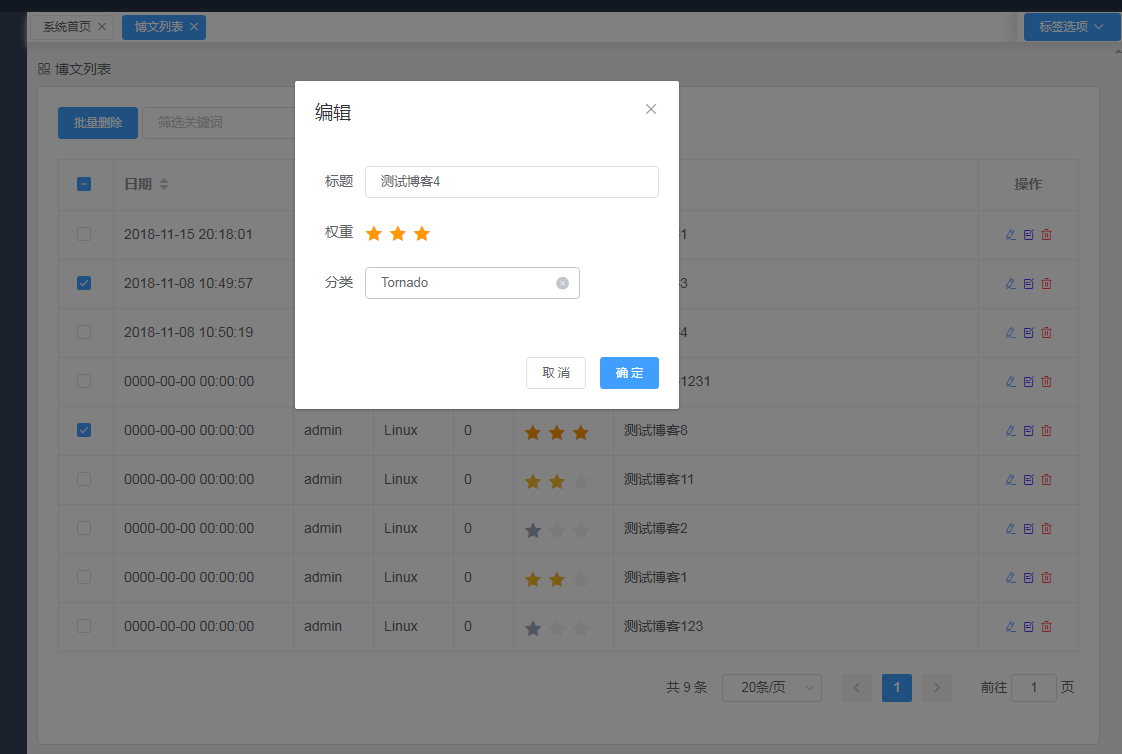 系统首页 博文列表 标签选项
博文列表
批量删除 筛选关键词
编辑
标题 测试博客4
权重
分类 Tornado
取 消 确 定
日期 操作
2018-11-15 20:18:01 1
2018-11-08 10:49:57 3
2018-11-08 10:50:19 4
0000-00-00 00:00:00 1231
0000-00-00 00:00:00 admin Linux 0 测试博客8
0000-00-00 00:00:00 admin Linux 0 测试博客11
0000-00-00 00:00:00 admin Linux 0 测试博客2
0000-00-00 00:00:00 admin Linux 0 测试博客1
0000-00-00 00:00:00 admin Linux 0 测试博客123
共 9 条 20条/页 1 前往 1 页